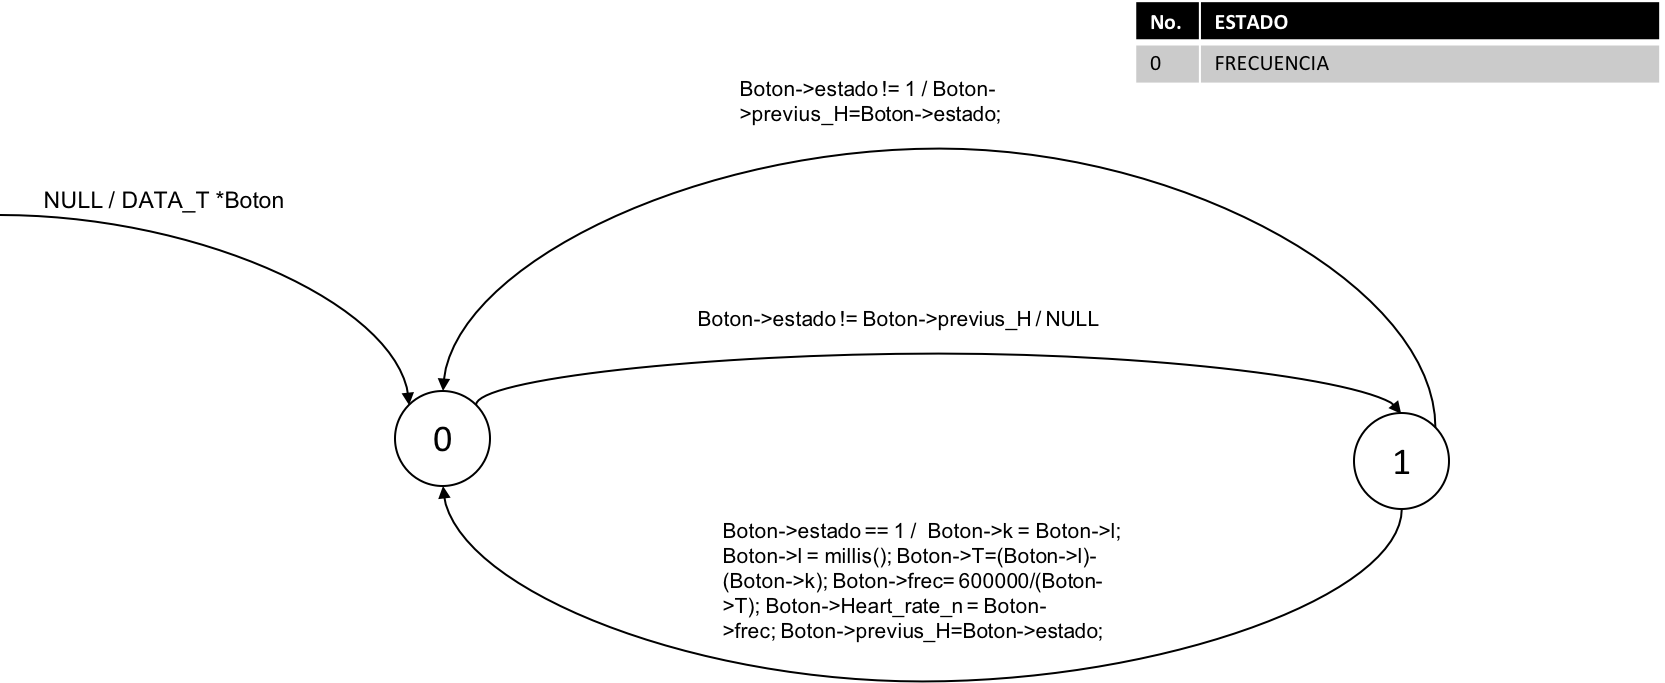 No. ESTADO
0 FRECUENCIA
Boton->estado != 1 / Boton-
>previus_H=Boton->estado;
NULL / DATA_T *Boton
Boton->estado != Boton->previus_H / NULL
0
1
Boton->estado == 1 / Boton->k = Boton->l;
Boton->l = millis(); Boton->T=(Boton->l)-
(Boton->k); Boton->frec= 600000/(Boton-
>T); Boton->Heart_rate_n = Boton-
>frec; Boton->previus_H=Boton->estado;